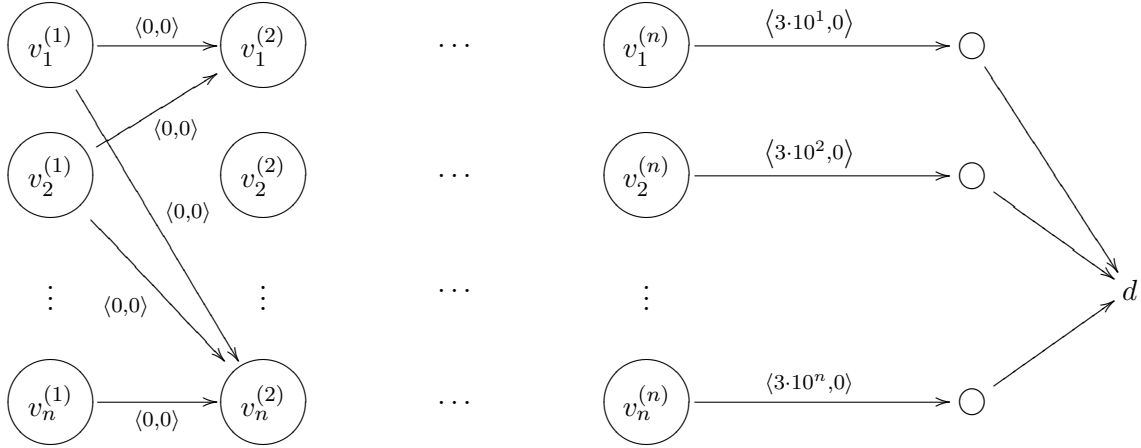 v_1^{(1)} ⟨0,0⟩ v_1^{(2)} ⋯ v_1^{(n)} ⟨3·10^1,0⟩
⟨0,0⟩
v_2^{(1)} v_2^{(2)} ⋯ v_2^{(n)} ⟨3·10^2,0⟩
⟨0,0⟩
⋮ ⟨0,0⟩ ⋮ ⋯ ⋮ d
v_n^{(1)} ⟨0,0⟩ v_n^{(2)} ⋯ v_n^{(n)} ⟨3·10^n,0⟩